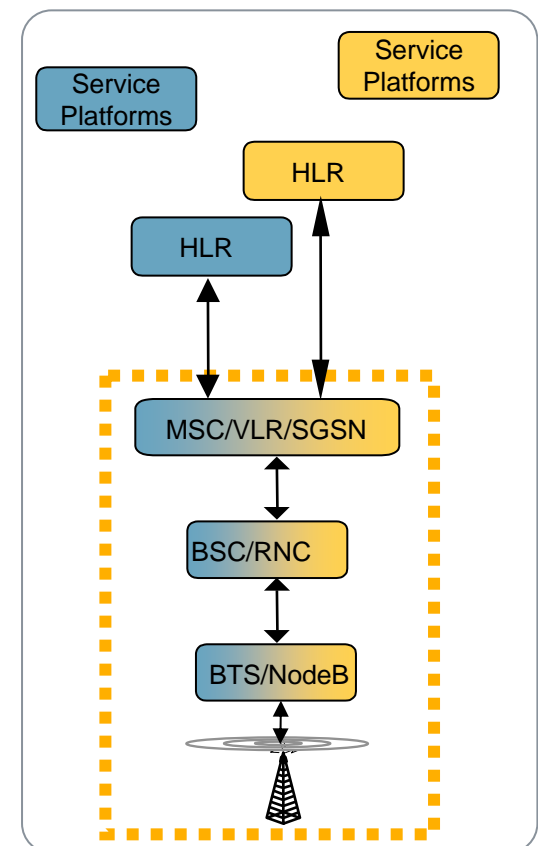 Service
Platforms
Service
Platforms
HLR
HLR
MSC/VLR/SGSN
BSC/RNC
BTS/NodeB